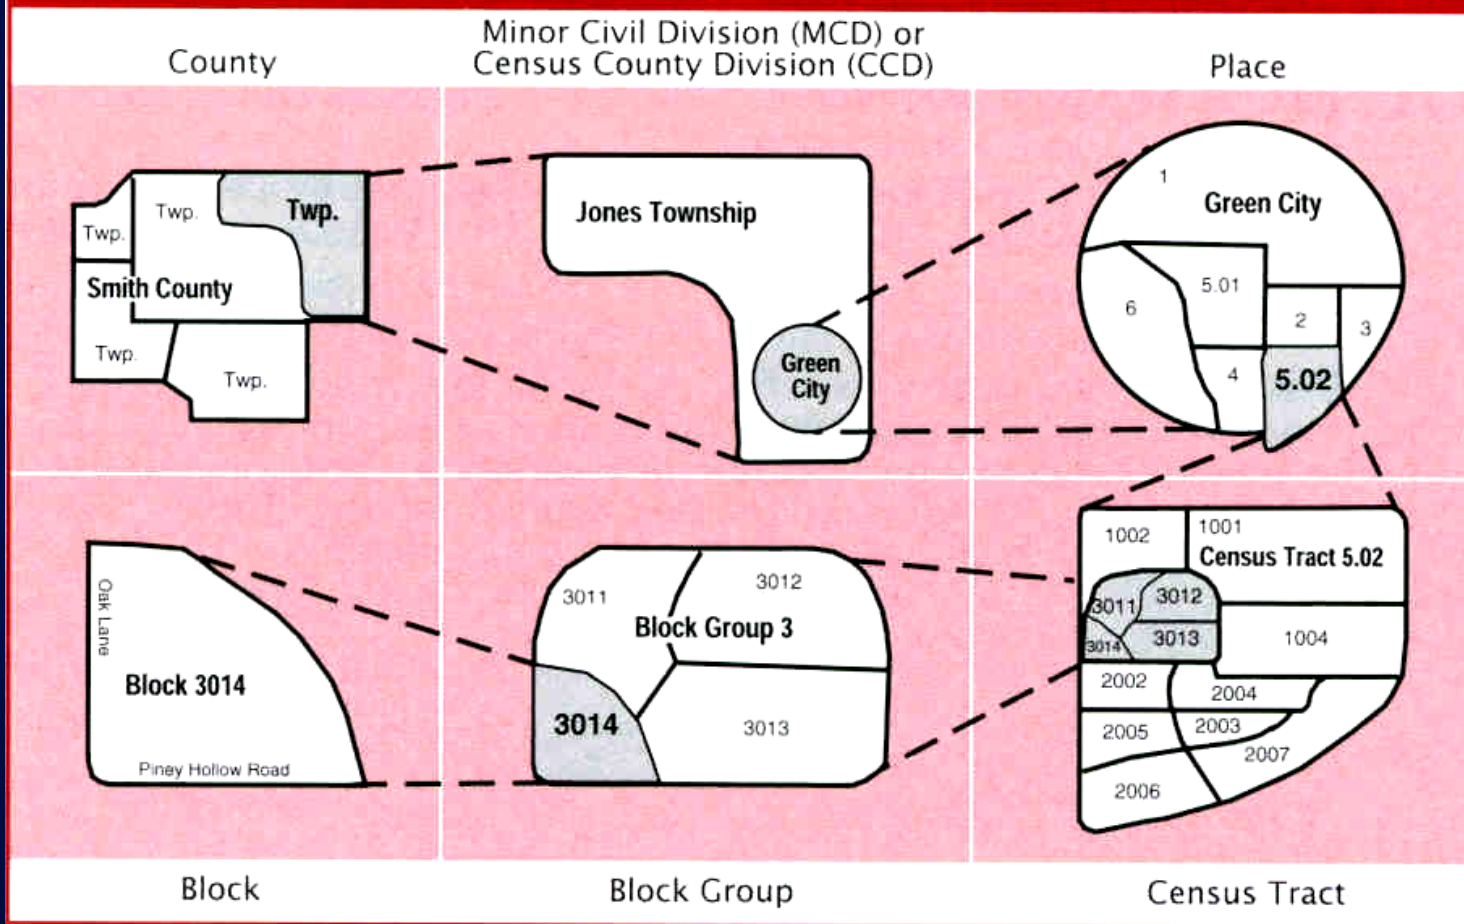 County
Minor Civil Division (MCD) or
Census County Division (CCD)
Place
Twp.
Twp.
Twp.
Smith County
Twp.
Twp.
Jones Township
Green
City
1
Green City
5.01
6
2
3
4
5.02
Oak Lane
Block 3014
Piney Hollow Road
3011
3012
Block Group 3
3014
3013
1002
1001
Census Tract 5.02
3011
3012
3014
3013
1004
2002
2004
2005
2003
2007
2006
Block
Block Group
Census Tract